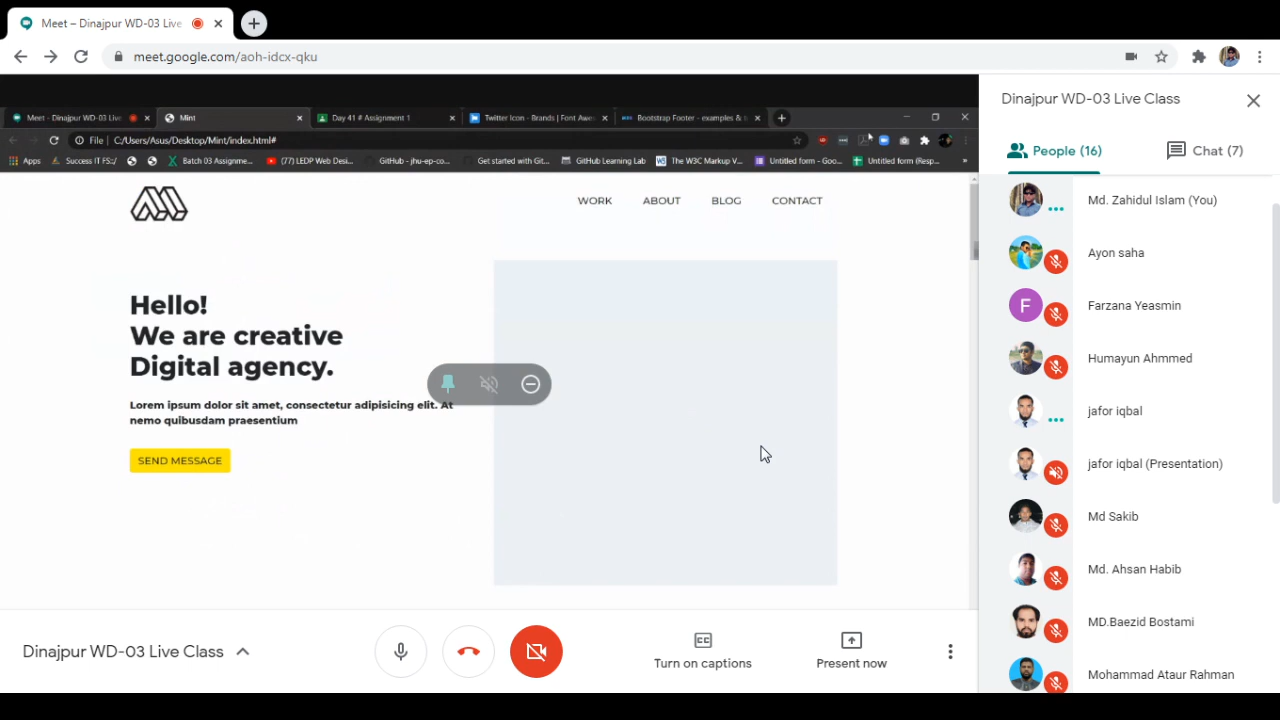 Meet – Dinajpur WD-03 Live
meet.google.com/aoh-idcx-qku
Dinajpur WD-03 Live Class
Meet - Dinajpur WD-03 Live
Mint
Day 41 # Assignment 1
Twitter Icon - Brands | Font Awes
Bootstrap Footer - examples & t
File | C:/Users/Asus/Desktop/Mint/index.html#
Apps
Success IT FS:/
Batch 03 Assignme...
(77) LEDP Web Desi...
GitHub - jhu-ep-co...
Get started with Git...
GitHub Learning Lab
The W3C Markup V...
Untitled form - Goo...
Untitled form (Resp...
»
People (16)
Chat (7)
WORK
ABOUT
BLOG
CONTACT
Hello!
We are creative
Digital agency.
Lorem ipsum dolor sit amet, consectetur adipisicing elit. At
nemo quibusdam praesentium
SEND MESSAGE
Md. Zahidul Islam (You)
Ayon saha
F
Farzana Yeasmin
Humayun Ahmmed
jafor iqbal
jafor iqbal (Presentation)
Md Sakib
Md. Ahsan Habib
MD.Baezid Bostami
Mohammad Ataur Rahman
Dinajpur WD-03 Live Class
CC
Turn on captions
Present now